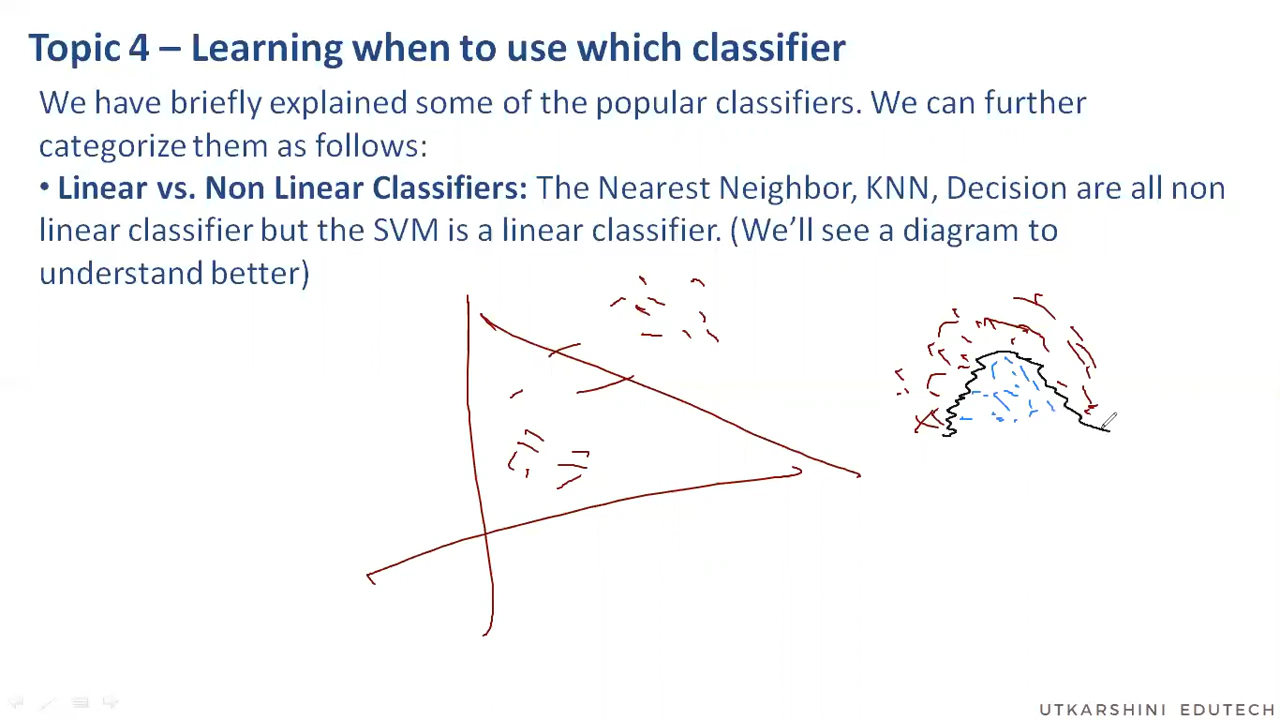 Topic 4 – Learning when to use which classifier
We have briefly explained some of the popular classifiers. We can further
categorize them as follows:
• Linear vs. Non Linear Classifiers: The Nearest Neighbor, KNN, Decision are all non
linear classifier but the SVM is a linear classifier. (We'll see a diagram to
understand better)
UTKARSHINI EDUTECH